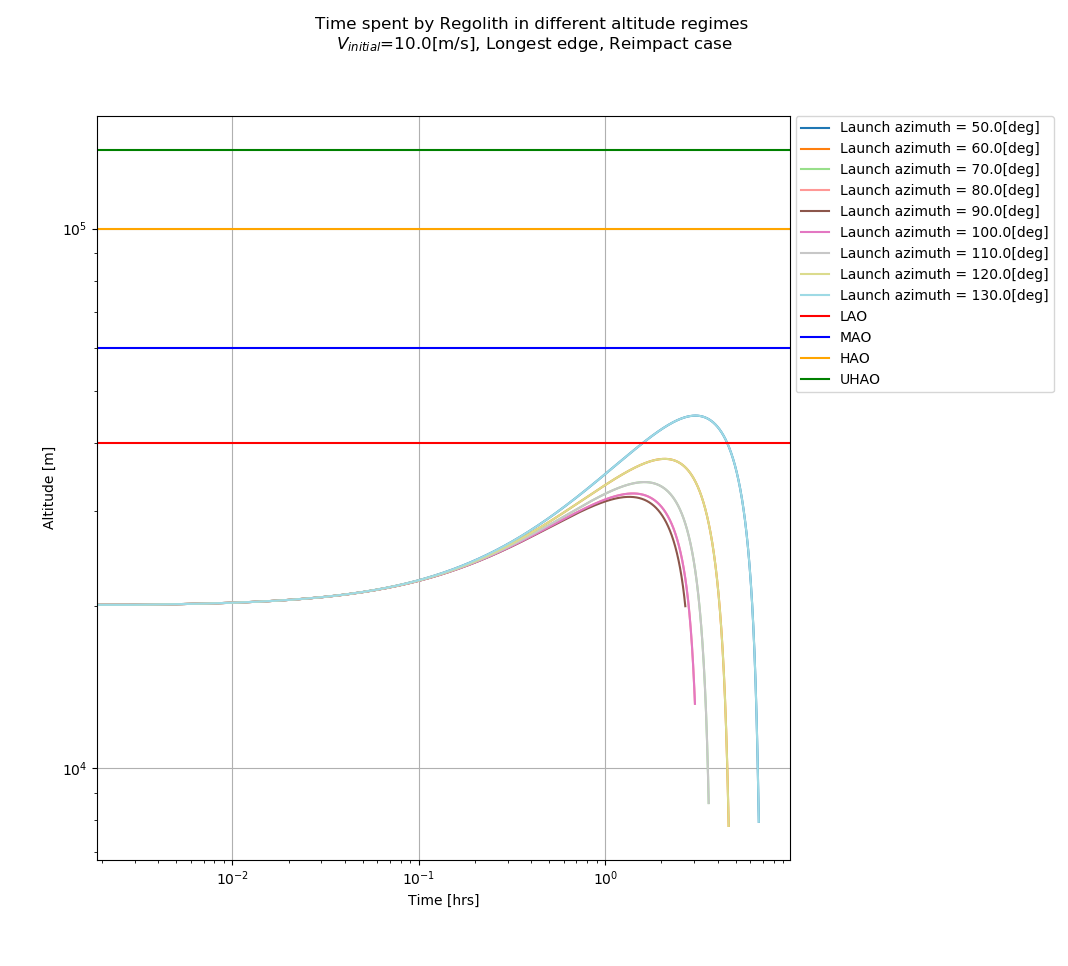 Time spent by Regolith in different altitude regimes
V_{initial}=10.0[m/s], Longest edge, Reimpact case
Launch azimuth = 50.0[deg]
Launch azimuth = 60.0[deg]
Launch azimuth = 70.0[deg]
Launch azimuth = 80.0[deg]
Launch azimuth = 90.0[deg]
Launch azimuth = 100.0[deg]
Launch azimuth = 110.0[deg]
Launch azimuth = 120.0[deg]
Launch azimuth = 130.0[deg]
LAO
MAO
HAO
UHAO
Altitude [m]
10^5
10^4
10^{-2}
10^{-1}
10^0
Time [hrs]